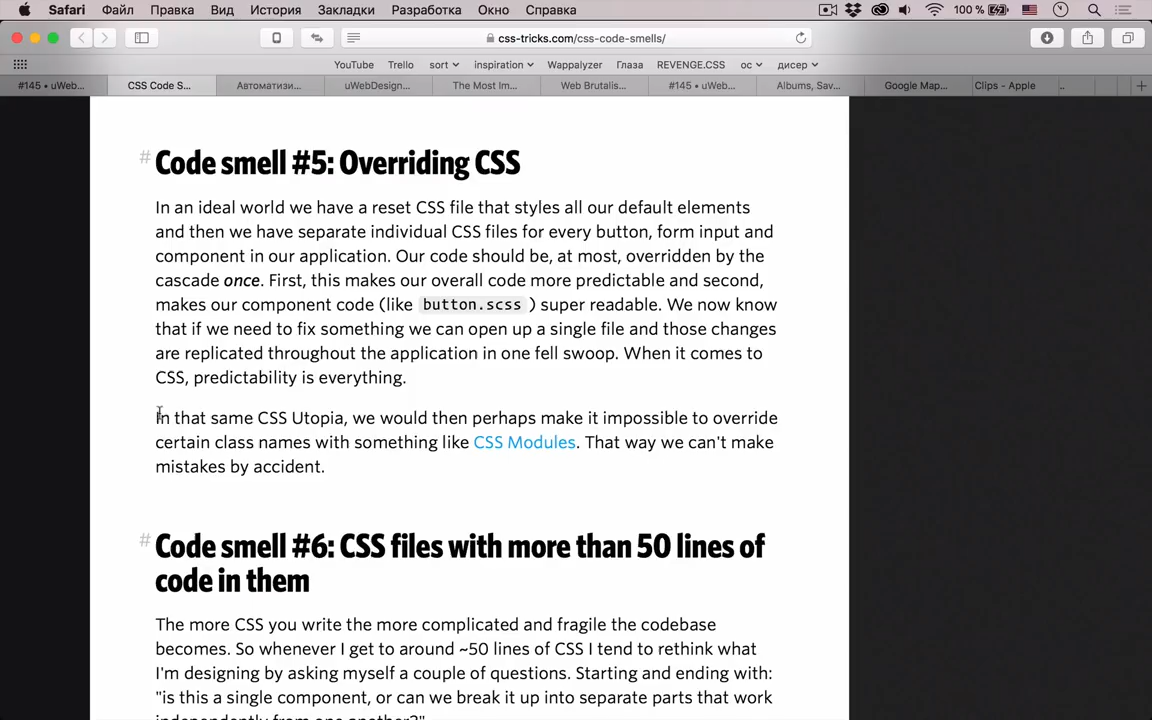 Safari Файл Правка Вид История Закладки Разработка Окно Справка 100 %
css-tricks.com/css-code-smells/
YouTube Trello sort inspiration Wappalyzer Глаза REVENGE.CSS ос дисер
#145 • uWeb... CSS Code S... Автоматизи... uWebDesign... The Most Im... Web Brutalis... #145 • uWeb... Albums, Sav... Google Map... Clips - Apple ..
# Code smell #5: Overriding CSS
In an ideal world we have a reset CSS file that styles all our default elements
and then we have separate individual CSS files for every button, form input and
component in our application. Our code should be, at most, overridden by the
cascade once. First, this makes our overall code more predictable and second,
makes our component code (like button.scss ) super readable. We now know
that if we need to fix something we can open up a single file and those changes
are replicated throughout the application in one fell swoop. When it comes to
CSS, predictability is everything.
In that same CSS Utopia, we would then perhaps make it impossible to override
certain class names with something like CSS Modules. That way we can't make
mistakes by accident.
# Code smell #6: CSS files with more than 50 lines of
code in them
The more CSS you write the more complicated and fragile the codebase
becomes. So whenever I get to around ~50 lines of CSS I tend to rethink what
I'm designing by asking myself a couple of questions. Starting and ending with:
"is this a single component, or can we break it up into separate parts that work
independently from one another?"